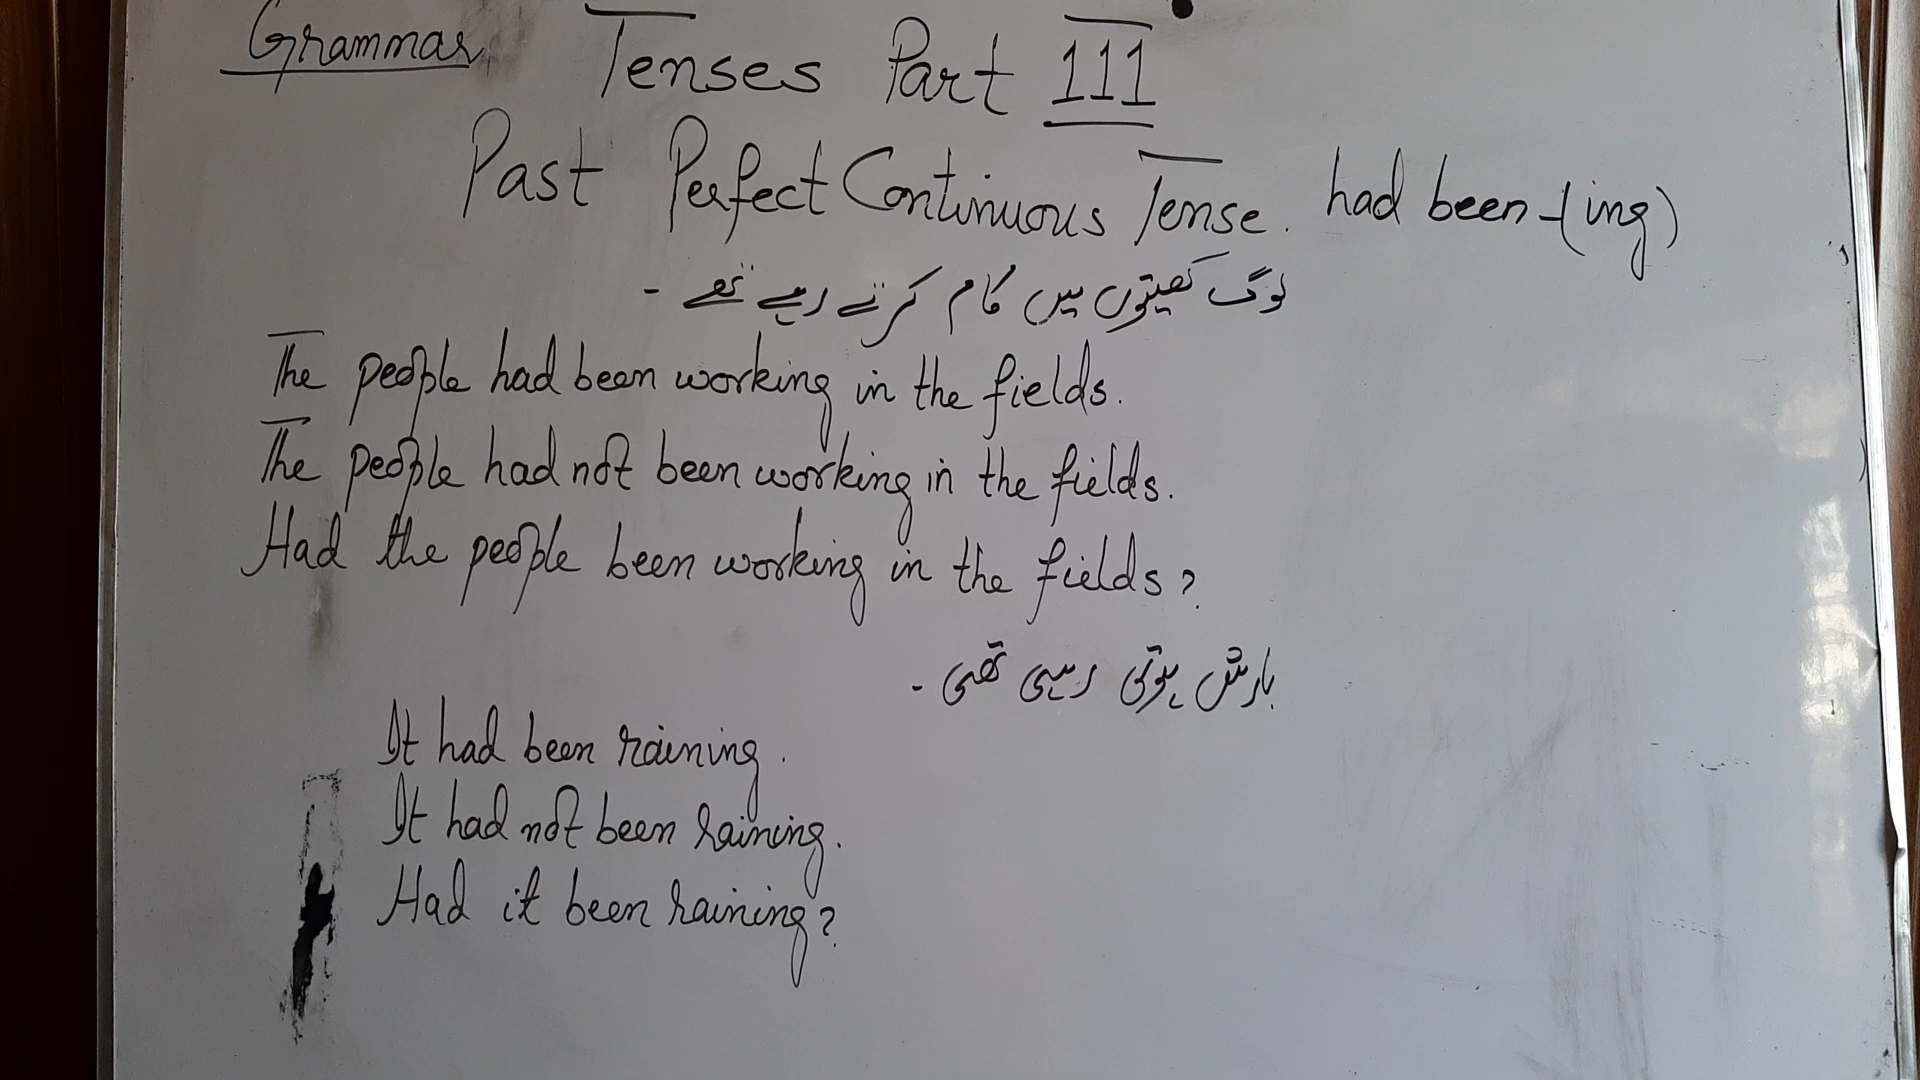 Grammar Tenses Part 111
Past Perfect Continuous Tense. had been -(ing)
لوگ کھیتوں میں کام کرتے رہے تھے -
The people had been working in the fields.
The people had not been working in the fields.
Had the people been working in the fields?
بارش ہوتی رہی تھی -
It had been raining.
It had not been raining.
Had it been raining?